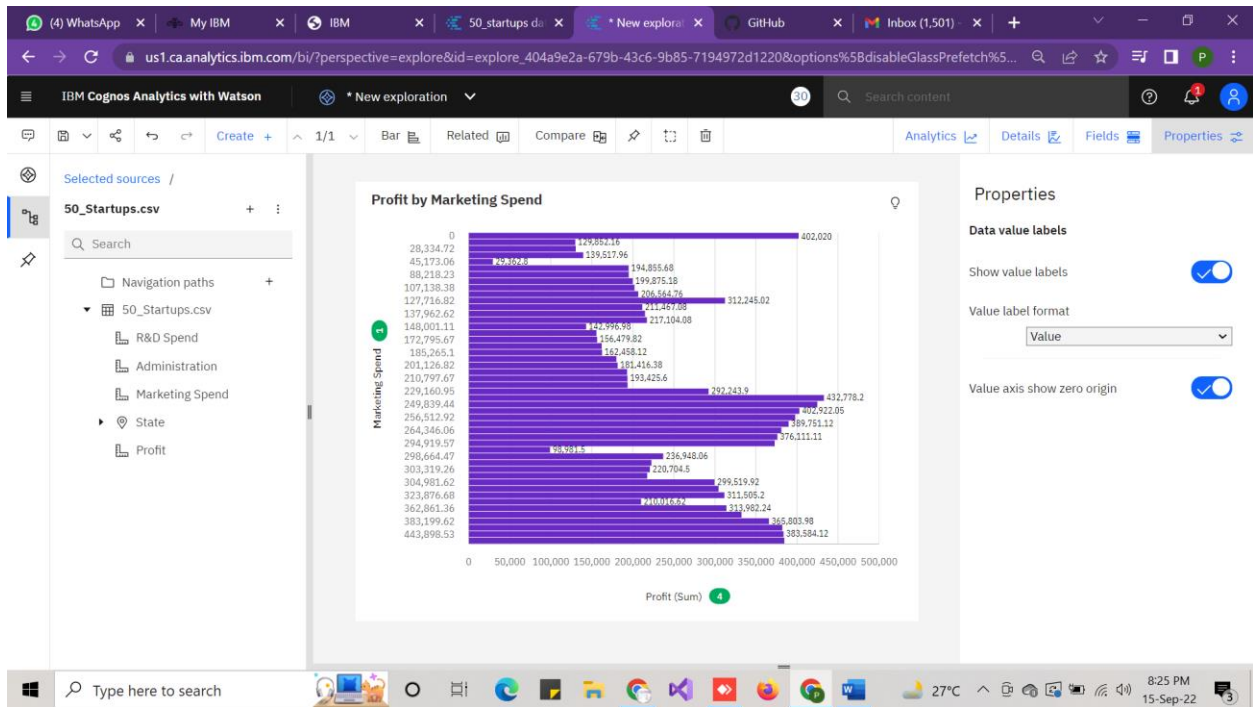 (4) WhatsApp
My IBM
IBM
50_startups da
* New explorat
GitHub
Inbox (1,501) -
us1.ca.analytics.ibm.com/bi/?perspective=explore&id=explore_404a9e2a-679b-43c6-9b85-7194972d1220&options%5BdisableGlassPrefetch%5...
P
IBM Cognos Analytics with Watson
* New exploration
30
Search content
1/1
Create +
Bar
Related
Compare
Analytics
Details
Fields
Properties
Selected sources /
50_Startups.csv
Search
Navigation paths
50_Startups.csv
R&D Spend
Administration
Marketing Spend
State
Profit
Profit by Marketing Spend
Marketing Spend
1
0
28,334.72
45,173.06
88,218.23
107,138.38
127,716.82
137,962.62
148,001.11
172,795.67
185,265.1
201,126.82
210,797.67
229,160.95
249,839.44
256,512.92
264,346.06
294,919.57
298,664.47
303,319.26
304,981.62
323,876.68
362,861.36
383,199.62
443,898.53
402,020
129,852.16
139,517.96
29,362.8
194,855.68
199,875.18
206,564.76
312,245.02
211,467.08
217,104.08
142,996.98
156,479.82
162,458.12
181,416.38
193,425.6
292,243.9
432,778.2
402,922.05
389,751.12
376,111.11
98,981.5
236,948.06
220,704.5
299,519.92
311,505.2
210,016.62
313,982.24
365,803.98
383,584.12
0 50,000 100,000 150,000 200,000 250,000 300,000 350,000 400,000 450,000 500,000
Profit (Sum) 4
Properties
Data value labels
Show value labels
Value label format
Value
Value axis show zero origin
Type here to search
27°C
8:25 PM
15-Sep-22
3